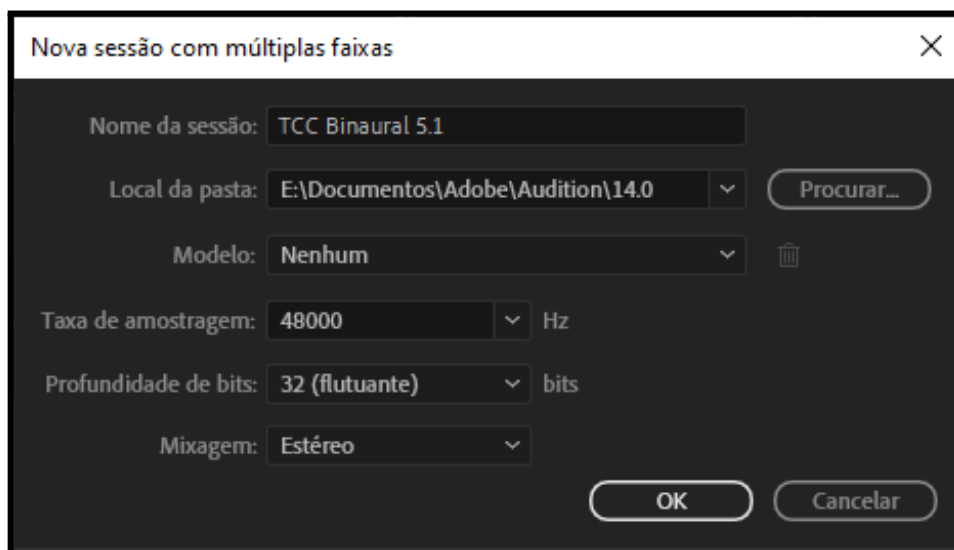 Nova sessão com múltiplas faixas
Nome da sessão: TCC Binaural 5.1
Local da pasta: E:\Documentos\Adobe\Audition\14.0 Procurar...
Modelo: Nenhum
Taxa de amostragem: 48000 Hz
Profundidade de bits: 32 (flutuante) bits
Mixagem: Estéreo
OK Cancelar